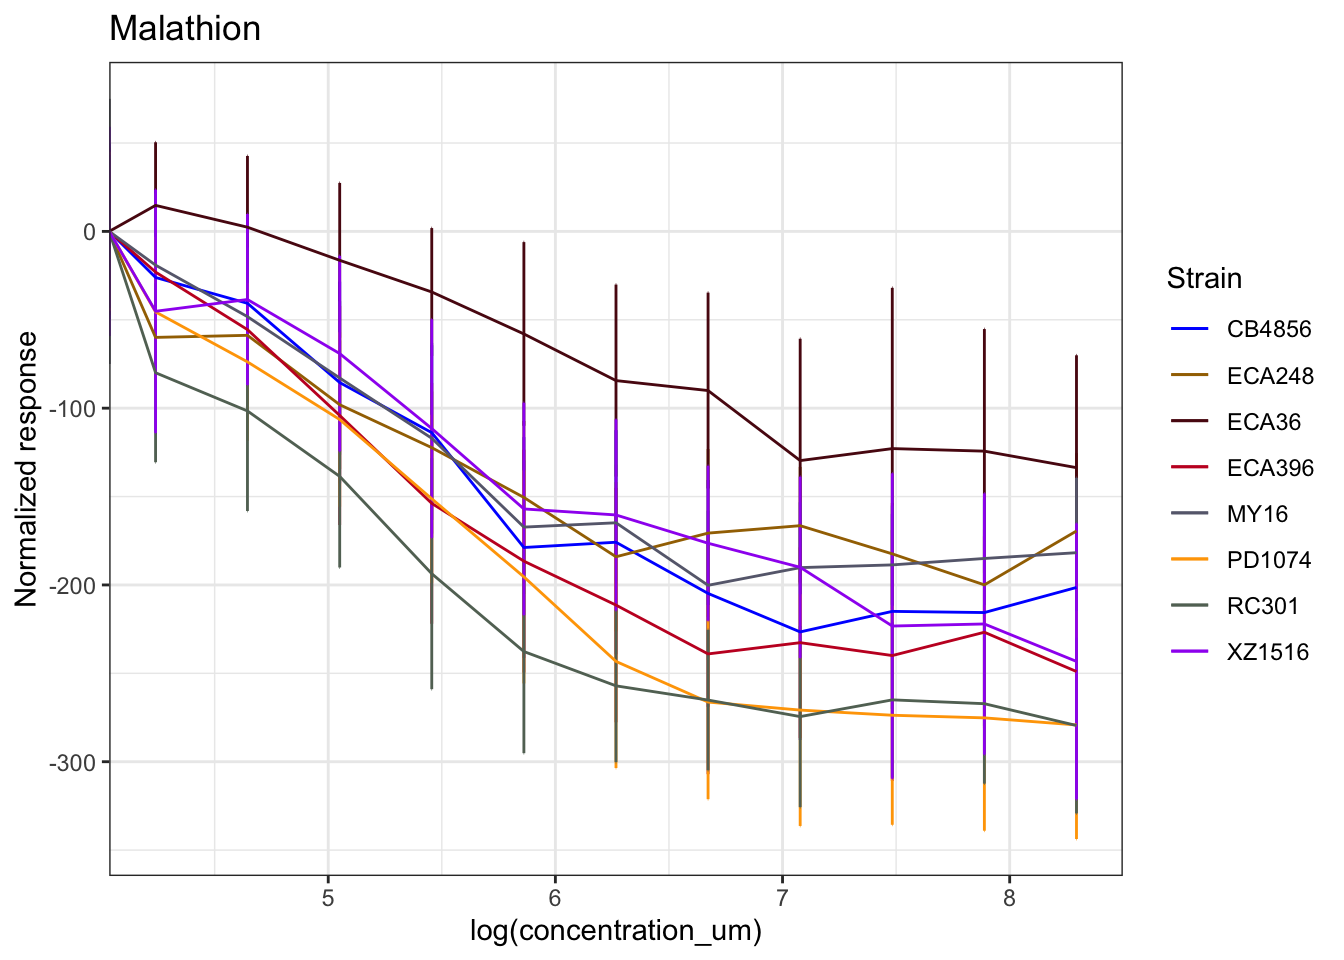 Malathion
Normalized response
0
-100
-200
-300
5 6 7 8
log(concentration_um)
Strain
CB4856
ECA248
ECA36
ECA396
MY16
PD1074
RC301
XZ1516